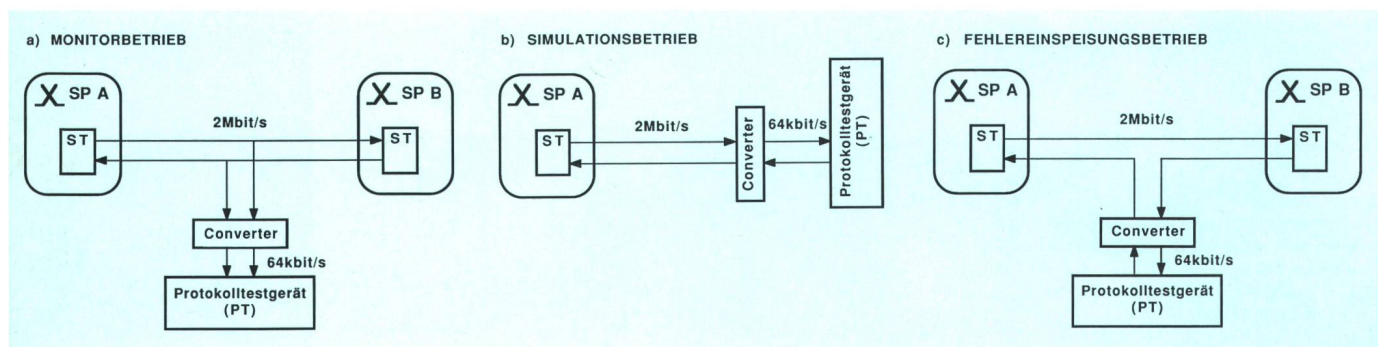 a) MONITORBETRIEB
SP A
SP B
ST
2Mbit/s
ST
Converter
64kbit/s
Protokolltestgerät
(PT)
b) SIMULATIONSBETRIEB
SP A
ST
2Mbit/s
Converter
64kbit/s
Protokolltestgerät
(PT)
c) FEHLEREINSPEISUNGSBETRIEB
SP A
SP B
ST
2Mbit/s
ST
Converter
64kbit/s
Protokolltestgerät
(PT)